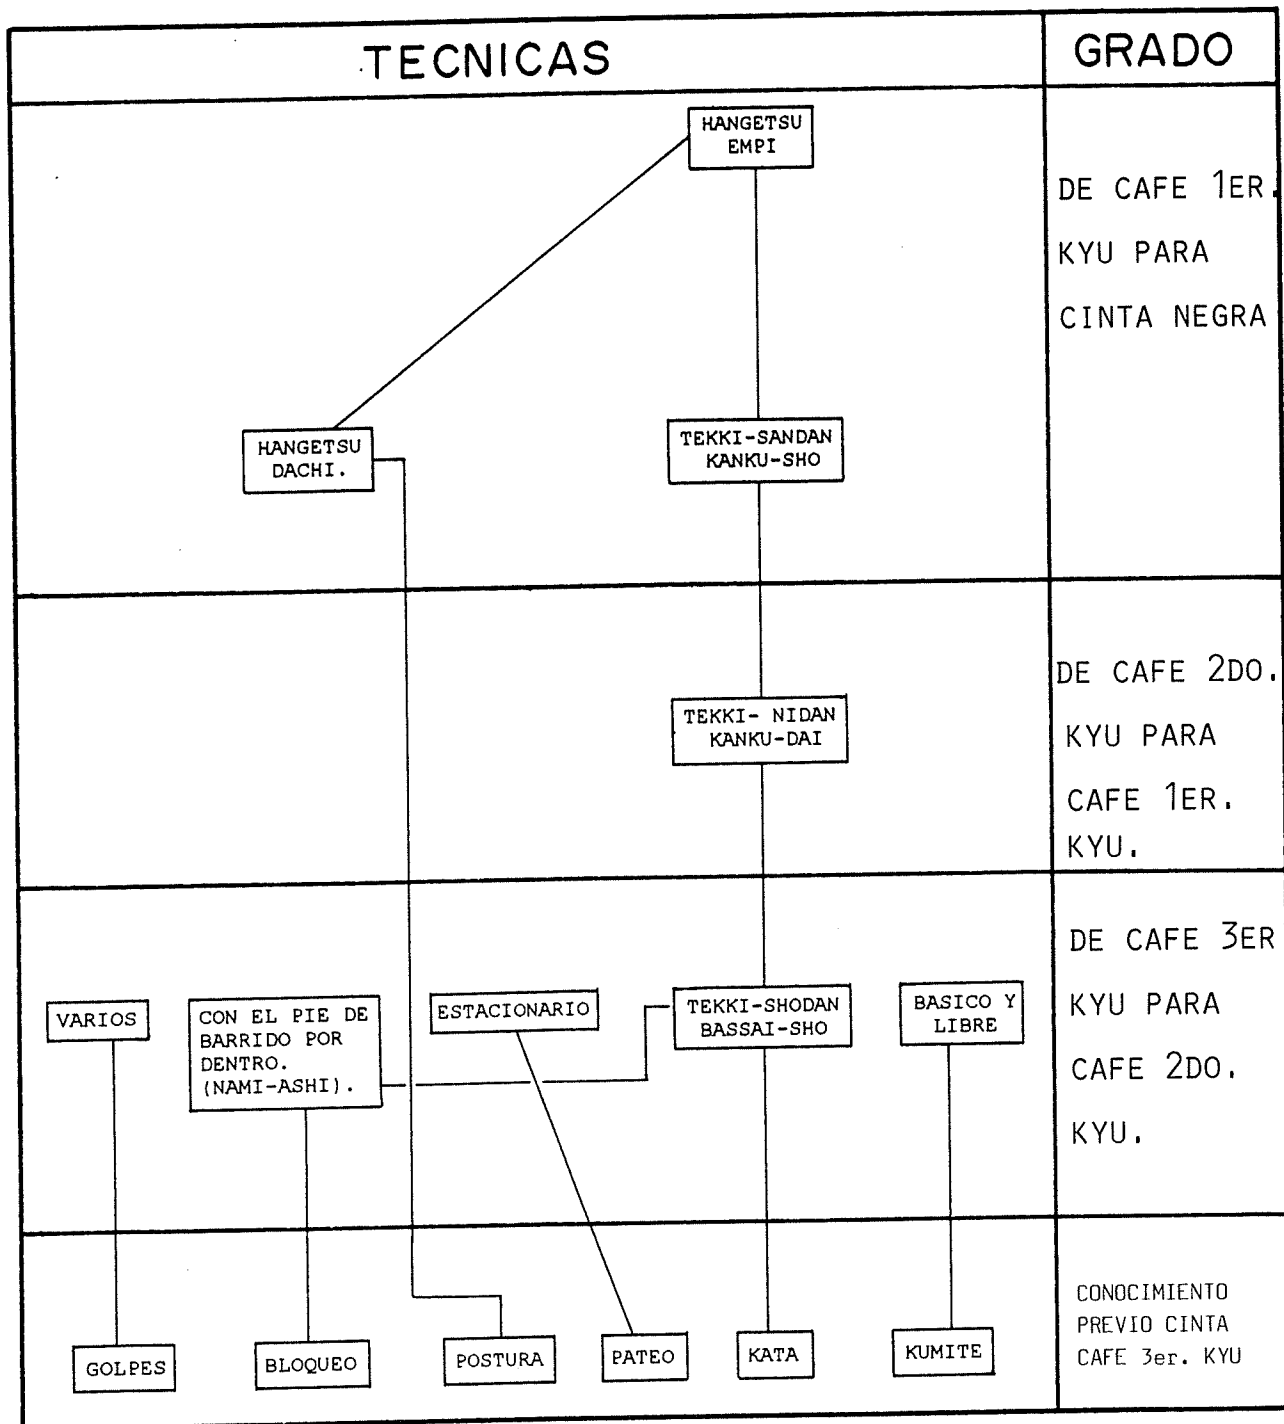 TECNICAS
GRADO
HANGETSU
EMPI
DE CAFE 1ER.
KYU PARA
CINTA NEGRA
HANGETSU
DACHI.
TEKKI-SANDAN
KANKU-SHO
TEKKI- NIDAN
KANKU-DAI
DE CAFE 2DO.
KYU PARA
CAFE 1ER.
KYU.
VARIOS
CON EL PIE DE
BARRIDO POR
DENTRO.
(NAMI-ASHI).
ESTACIONARIO
TEKKI-SHODAN
BASSAI-SHO
BASICO Y
LIBRE
DE CAFE 3ER
KYU PARA
CAFE 2DO.
KYU.
GOLPES
BLOQUEO
POSTURA
PATEO
KATA
KUMITE
CONOCIMIENTO
PREVIO CINTA
CAFE 3er. KYU